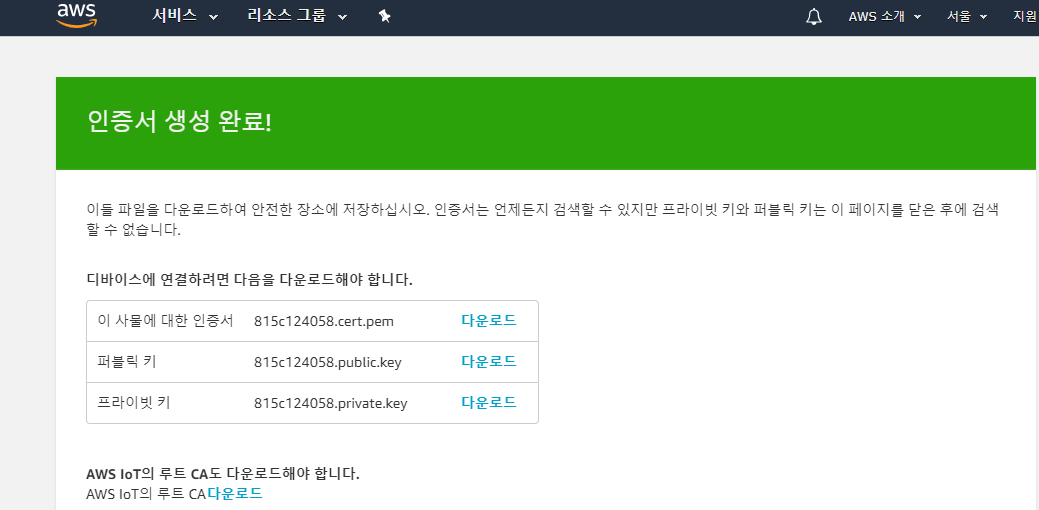 aws 서비스 리소스 그룹 AWS 소개 서울 지원
인증서 생성 완료!
이들 파일을 다운로드하여 안전한 장소에 저장하십시오. 인증서는 언제든지 검색할 수 있지만 프라이빗 키와 퍼블릭 키는 이 페이지를 닫은 후에 검색
할 수 없습니다.
디바이스에 연결하려면 다음을 다운로드해야 합니다.
이 사물에 대한 인증서 815c124058.cert.pem 다운로드
퍼블릭 키 815c124058.public.key 다운로드
프라이빗 키 815c124058.private.key 다운로드
AWS IoT의 루트 CA도 다운로드해야 합니다.
AWS IoT의 루트 CA다운로드